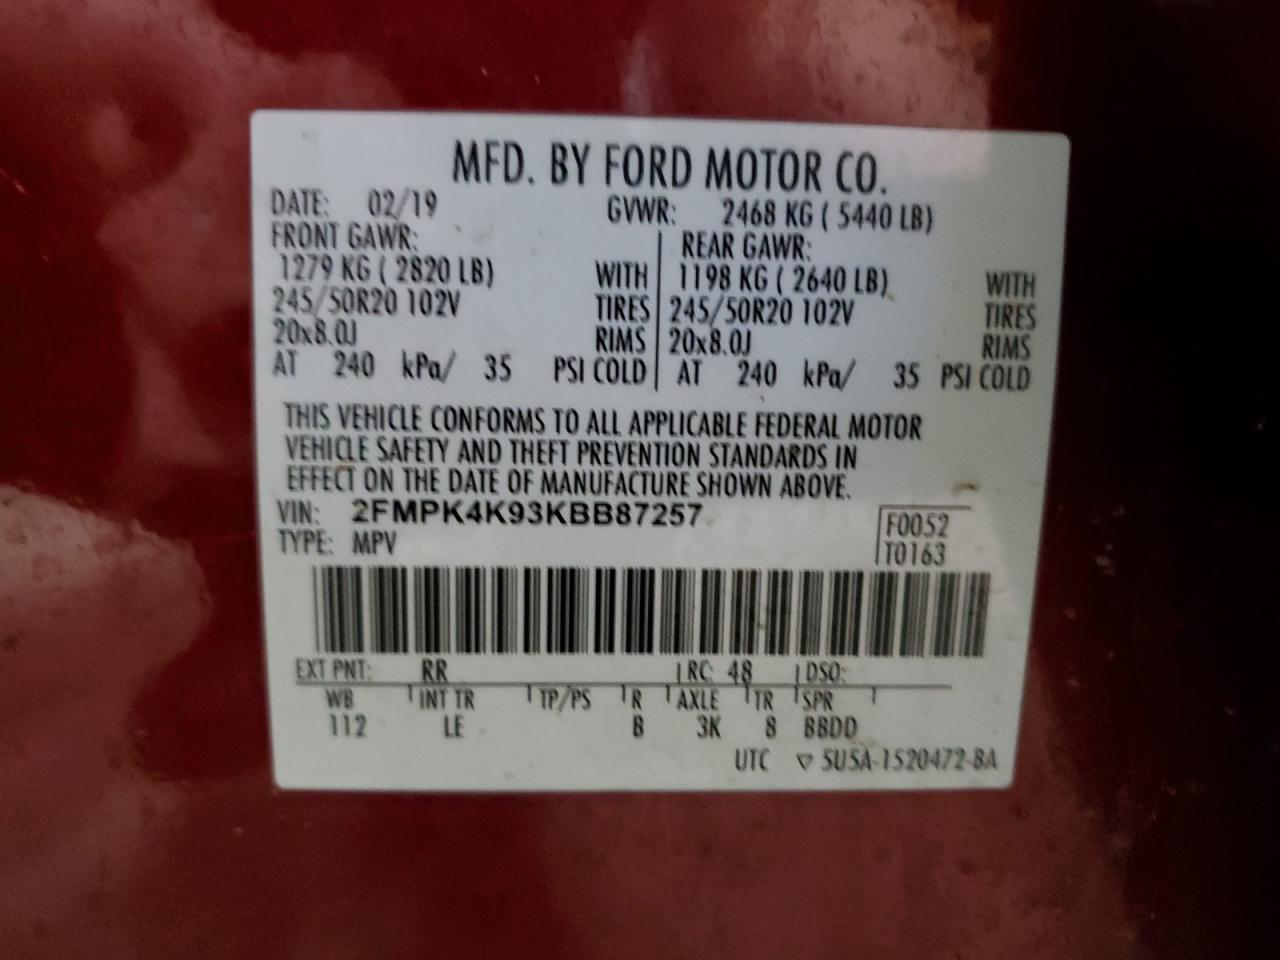 MFD. BY FORD MOTOR CO.
DATE: 02/19 GVWR: 2468 KG ( 5440 LB)
FRONT GAWR: REAR GAWR:
1279 KG ( 2820 LB) WITH 1198 KG ( 2640 LB) WITH
245/50R20 102V TIRES 245/50R20 102V TIRES
20x8.0J RIMS 20x8.0J RIMS
AT 240 kPa/ 35 PSI COLD AT 240 kPa/ 35 PSI COLD
THIS VEHICLE CONFORMS TO ALL APPLICABLE FEDERAL MOTOR
VEHICLE SAFETY AND THEFT PREVENTION STANDARDS IN
EFFECT ON THE DATE OF MANUFACTURE SHOWN ABOVE.
VIN: 2FMPK4K93KBB87257
F0052
TYPE: MPV T0163
EXT PNT: RR RC: 48 DSO:
WB INT TR TP/PS R AXLE TR SPR
112 LE B 3K 8 BBDD
UTC ▽ 5U5A-1520472-BA